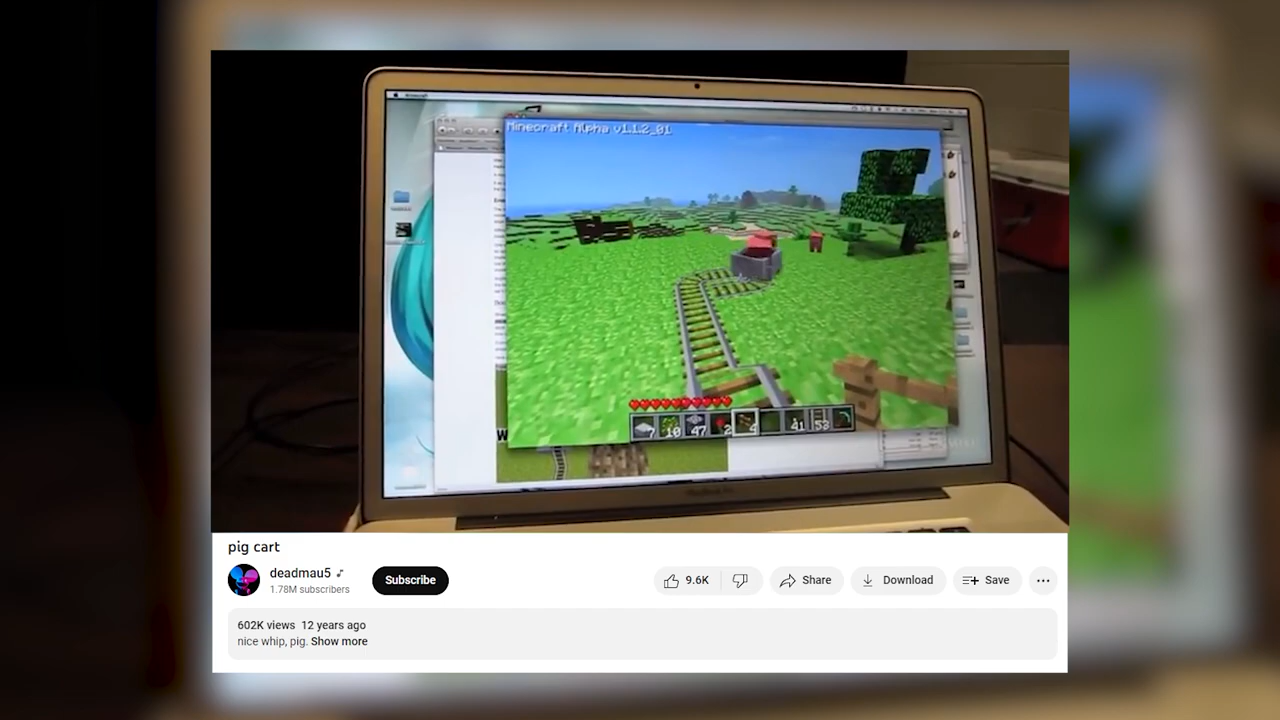 Minecraft Alpha v1.1.2_01
7 10 47 2 4 41 53
pig cart
deadmau5
1.78M subscribers
Subscribe
9.6K
Share
Download
Save
602K views 12 years ago
nice whip, pig. Show more